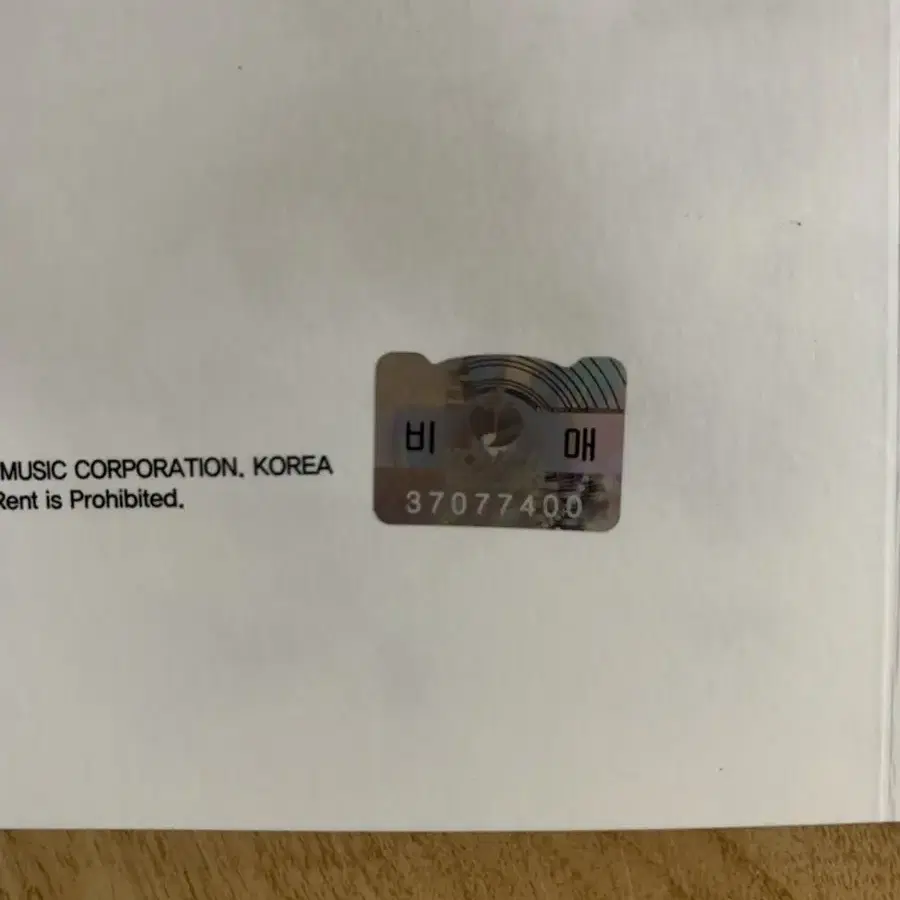 MUSIC CORPORATION. KOREA
Rent is Prohibited.
비 매
37077400